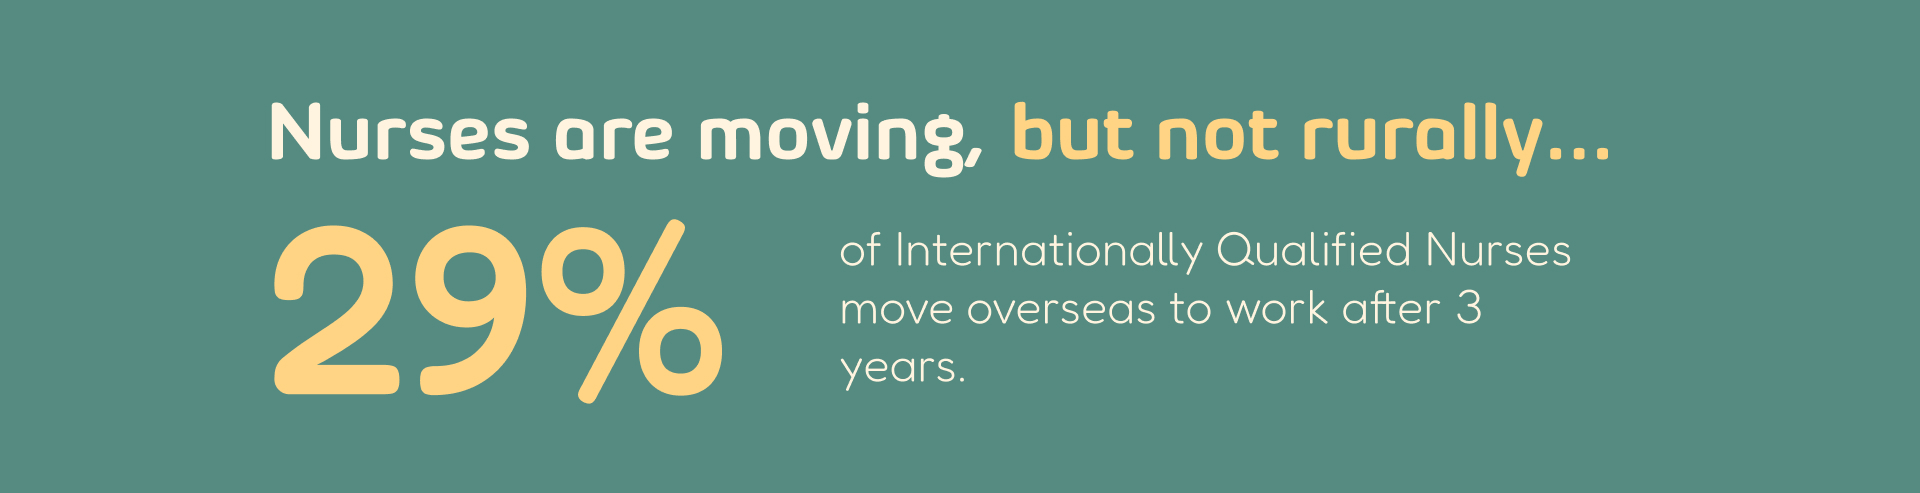 Nurses are moving, but not rurally...
29%
of Internationally Qualified Nurses
move overseas to work after 3
years.